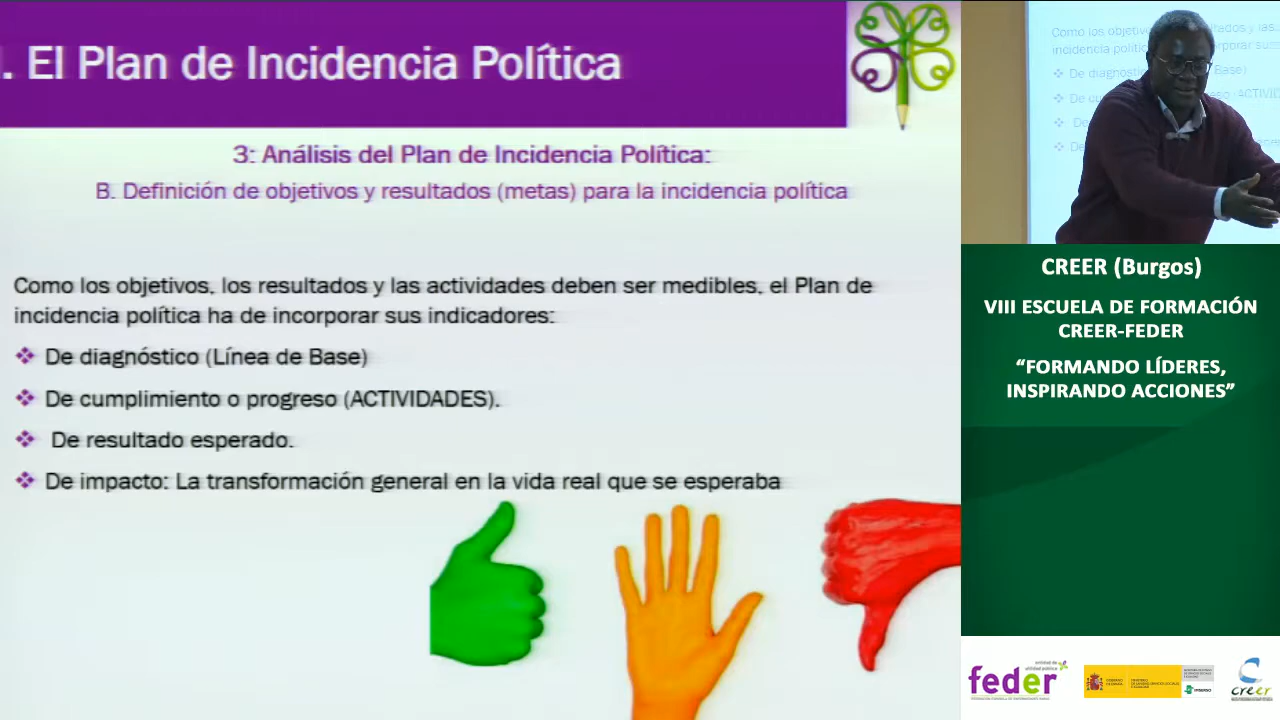 . El Plan de Incidencia Política
3: Análisis del Plan de Incidencia Política:
B. Definición de objetivos y resultados (metas) para la incidencia política
Como los objetivos, los resultados y las actividades deben ser medibles, el Plan de
incidencia política ha de incorporar sus indicadores:
❖ De diagnóstico (Línea de Base)
❖ De cumplimiento o progreso (ACTIVIDADES).
❖ De resultado esperado.
❖ De impacto: La transformación general en la vida real que se esperaba
CREER (Burgos)
VIII ESCUELA DE FORMACIÓN
CREER-FEDER
“FORMANDO LÍDERES,
INSPIRANDO ACCIONES”
feder
creer